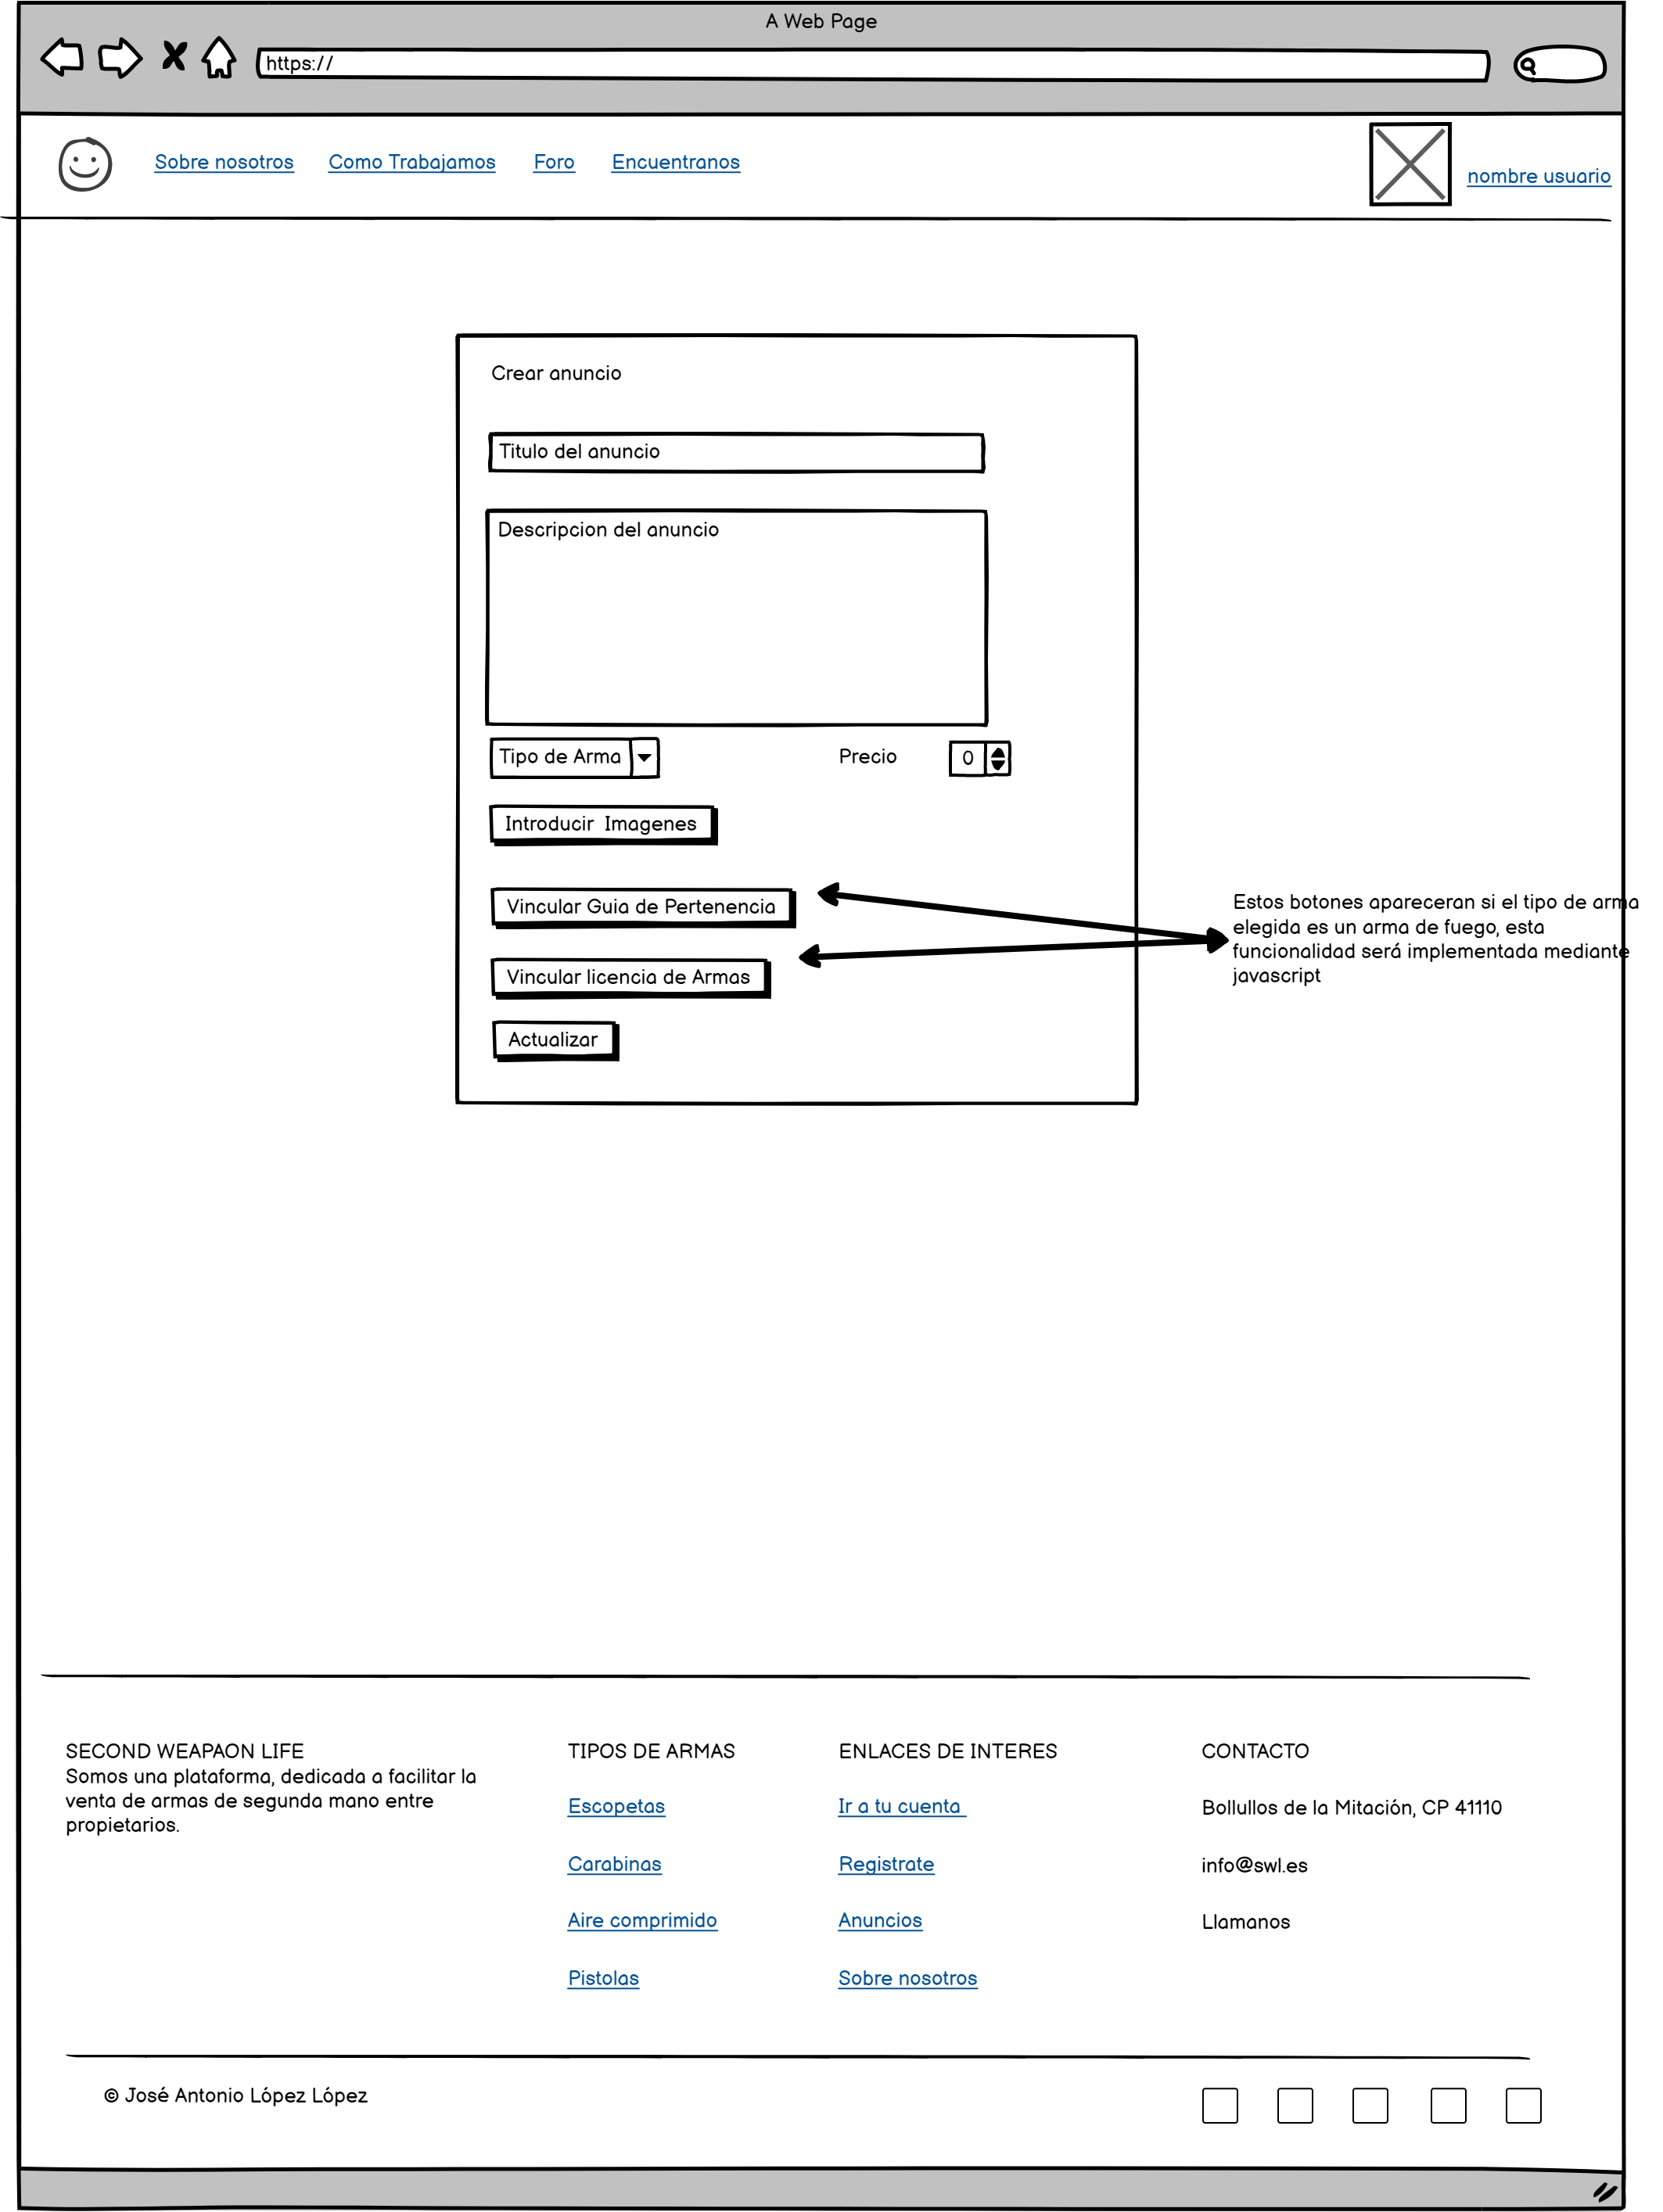 A Web Page
https://
Sobre nosotros
Como Trabajamos
Foro
Encuentranos
nombre usuario
Crear anuncio
Titulo del anuncio
Descripcion del anuncio
Tipo de Arma
Precio
0
Introducir Imagenes
Vincular Guia de Pertenencia
Vincular licencia de Armas
Actualizar
Estos botones apareceran si el tipo de arma
elegida es un arma de fuego, esta
funcionalidad será implementada mediante
javascript
SECOND WEAPAON LIFE
Somos una plataforma, dedicada a facilitar la
venta de armas de segunda mano entre
propietarios.
TIPOS DE ARMAS
Escopetas
Carabinas
Aire comprimido
Pistolas
ENLACES DE INTERES
Ir a tu cuenta
Registrate
Anuncios
Sobre nosotros
CONTACTO
Bollullos de la Mitación, CP 41110
info@swl.es
Llamanos
© José Antonio López López